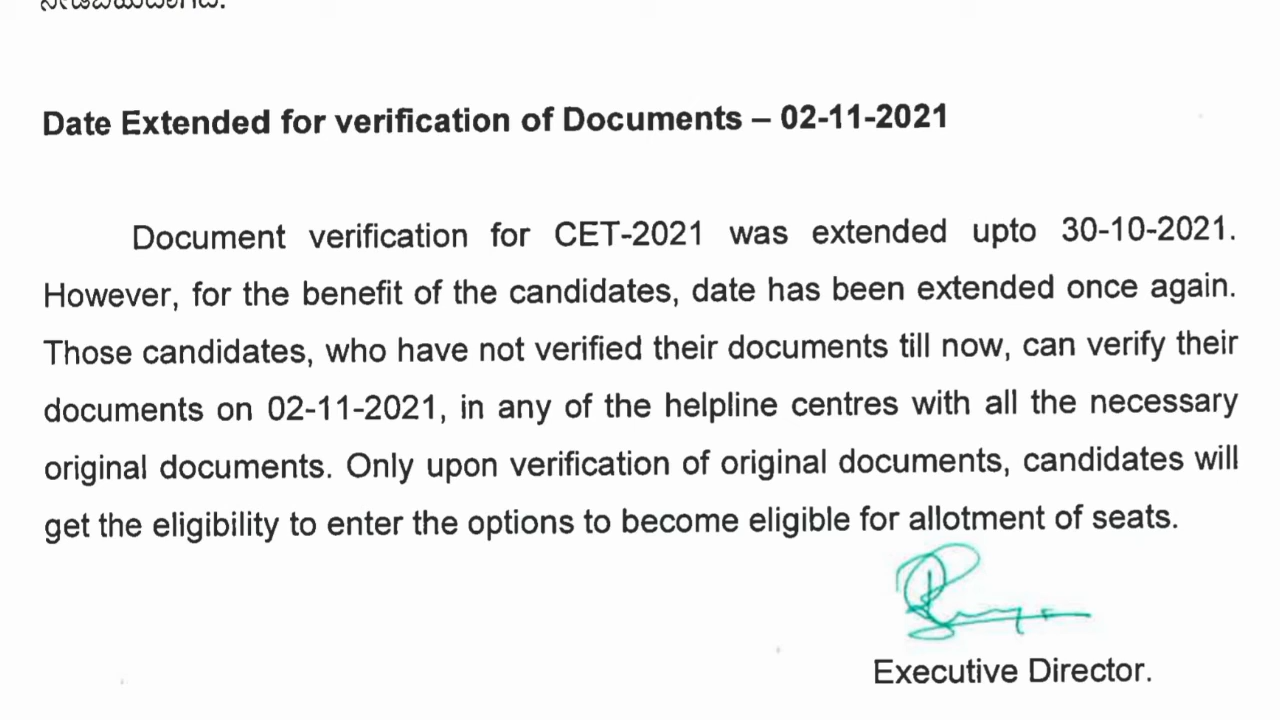 Date Extended for verification of Documents – 02-11-2021
Document verification for CET-2021 was extended upto 30-10-2021.
However, for the benefit of the candidates, date has been extended once again.
Those candidates, who have not verified their documents till now, can verify their
documents on 02-11-2021, in any of the helpline centres with all the necessary
original documents. Only upon verification of original documents, candidates will
get the eligibility to enter the options to become eligible for allotment of seats.
Executive Director.